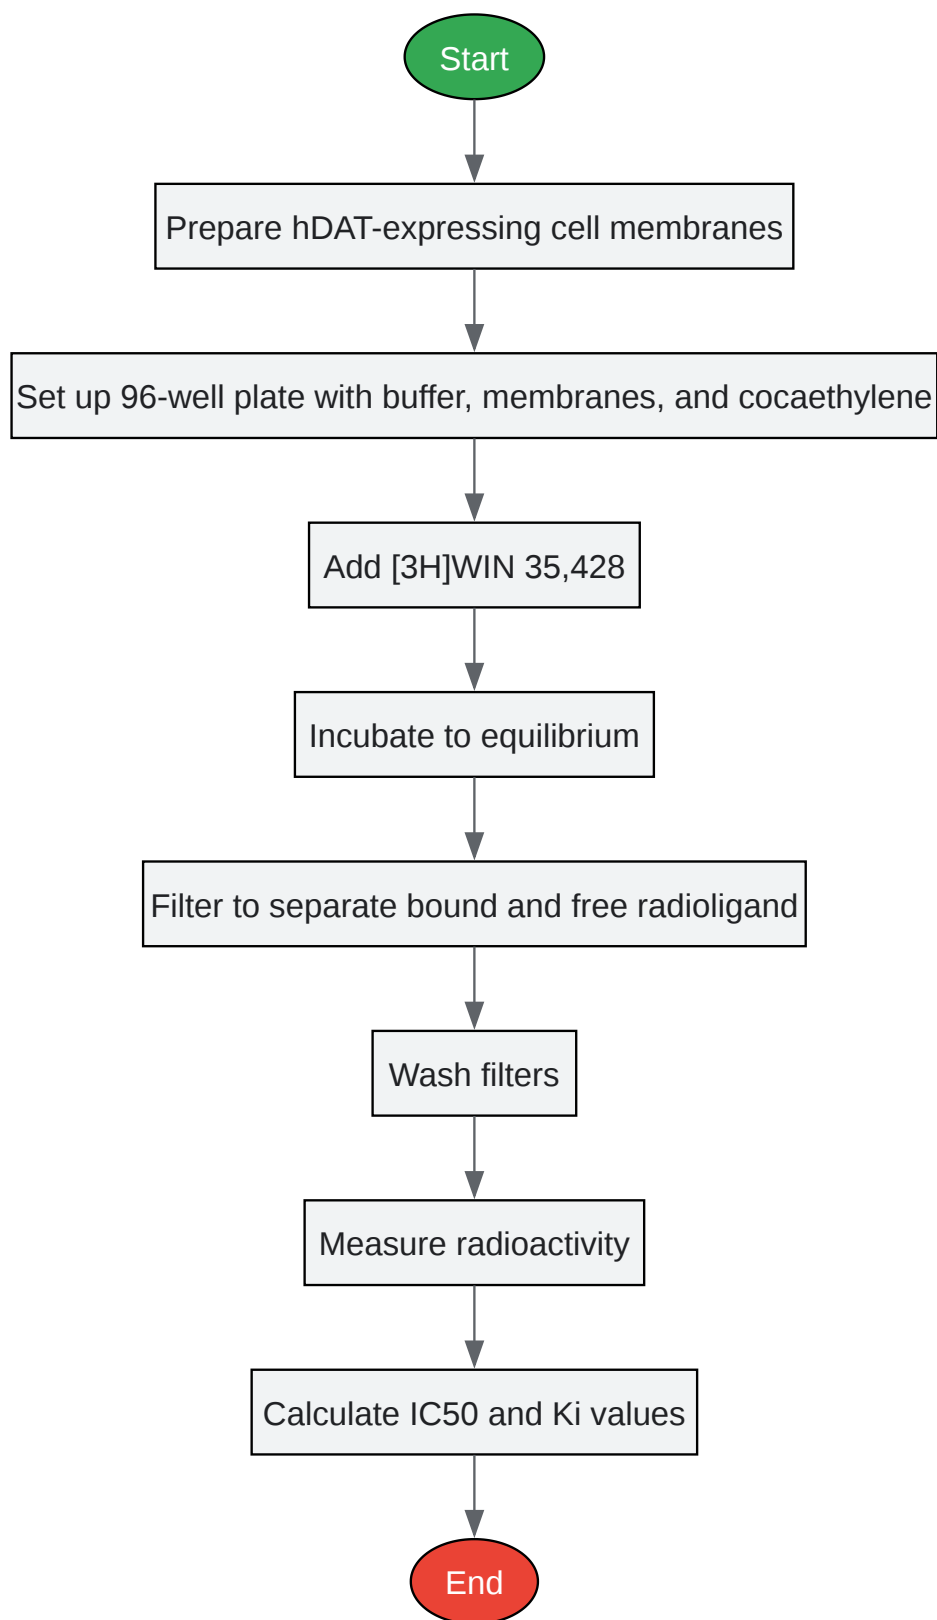 Start
Prepare hDAT-expressing cell membranes
Set up 96-well plate with buffer, membranes, and cocaethylene
Add [3H]WIN 35,428
Incubate to equilibrium
Filter to separate bound and free radioligand
Wash filters
Measure radioactivity
Calculate IC50 and Ki values
End